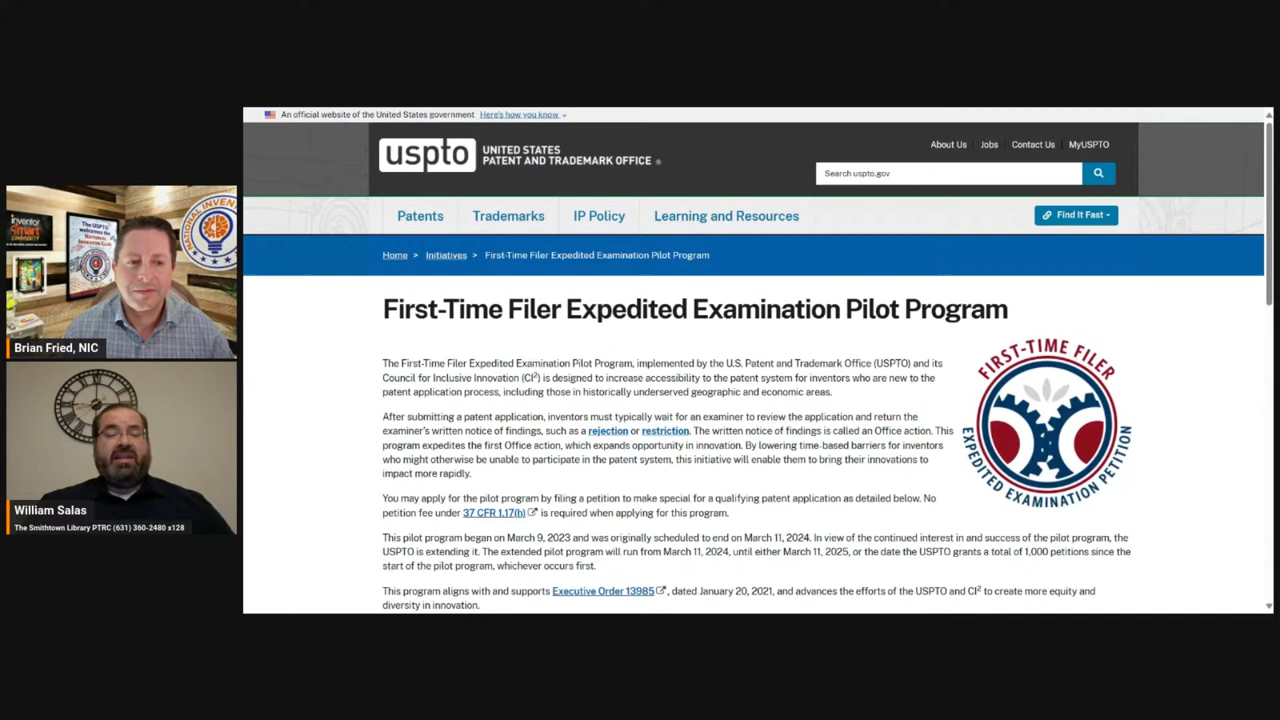 An official website of the United States government Here's how you know
uspto UNITED STATES
PATENT AND TRADEMARK OFFICE ®
About Us Jobs Contact Us MyUSPTO
Search uspto.gov
Patents Trademarks IP Policy Learning and Resources Find It Fast
Home > Initiatives > First-Time Filer Expedited Examination Pilot Program
First-Time Filer Expedited Examination Pilot Program
The First-Time Filer Expedited Examination Pilot Program, implemented by the U.S. Patent and Trademark Office (USPTO) and its
Council for Inclusive Innovation (CI²) is designed to increase accessibility to the patent system for inventors who are new to the
patent application process, including those in historically underserved geographic and economic areas.
After submitting a patent application, inventors must typically wait for an examiner to review the application and return the
examiner's written notice of findings, such as a rejection or restriction. The written notice of findings is called an Office action. This
program expedites the first Office action, which expands opportunity in innovation. By lowering time-based barriers for inventors
who might otherwise be unable to participate in the patent system, this initiative will enable them to bring their innovations to
impact more rapidly.
You may apply for the pilot program by filing a petition to make special for a qualifying patent application as detailed below. No
petition fee under 37 CFR 1.17(h) is required when applying for this program.
This pilot program began on March 9, 2023 and was originally scheduled to end on March 11, 2024. In view of the continued interest in and success of the pilot program, the
USPTO is extending it. The extended pilot program will run from March 11, 2024, until either March 11, 2025, or the date the USPTO grants a total of 1,000 petitions since the
start of the pilot program, whichever occurs first.
This program aligns with and supports Executive Order 13985, dated January 20, 2021, and advances the efforts of the USPTO and CI² to create more equity and
diversity in innovation.
FIRST-TIME FILER
EXPEDITED EXAMINATION PETITION
inventor
Smart
COMMUNITY
The USPTO
welcomes the
National
Inventor Club
NATIONAL INVEN
Brian Fried, NIC
William Salas
The Smithtown Library PTRC (631) 360-2480 x128